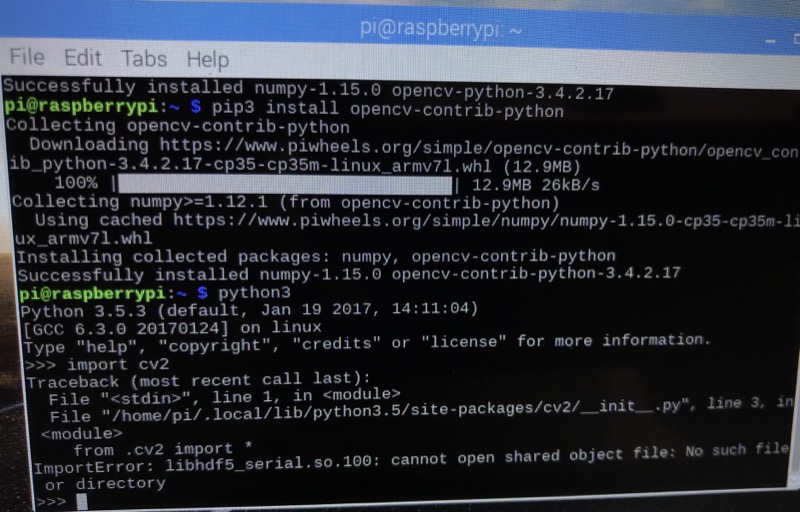 pi@raspberrypi: ~
File Edit Tabs Help
Successfully installed numpy-1.15.0 opencv-python-3.4.2.17
pi@raspberrypi:~ $ pip3 install opencv-contrib-python
Collecting opencv-contrib-python
  Downloading https://www.piwheels.org/simple/opencv-contrib-python/opencv_con
ib_python-3.4.2.17-cp35-cp35m-linux_armv7l.whl (12.9MB)
    100% |                                | 12.9MB 26kB/s
Collecting numpy>=1.12.1 (from opencv-contrib-python)
  Using cached https://www.piwheels.org/simple/numpy/numpy-1.15.0-cp35-cp35m-li
ux_armv7l.whl
Installing collected packages: numpy, opencv-contrib-python
Successfully installed numpy-1.15.0 opencv-contrib-python-3.4.2.17
pi@raspberrypi:~ $ python3
Python 3.5.3 (default, Jan 19 2017, 14:11:04)
[GCC 6.3.0 20170124] on linux
Type "help", "copyright", "credits" or "license" for more information.
>>> import cv2
Traceback (most recent call last):
  File "<stdin>", line 1, in <module>
  File "/home/pi/.local/lib/python3.5/site-packages/cv2/__init__.py", line 3, in
<module>
    from .cv2 import *
ImportError: libhdf5_serial.so.100: cannot open shared object file: No such file
or directory
>>>